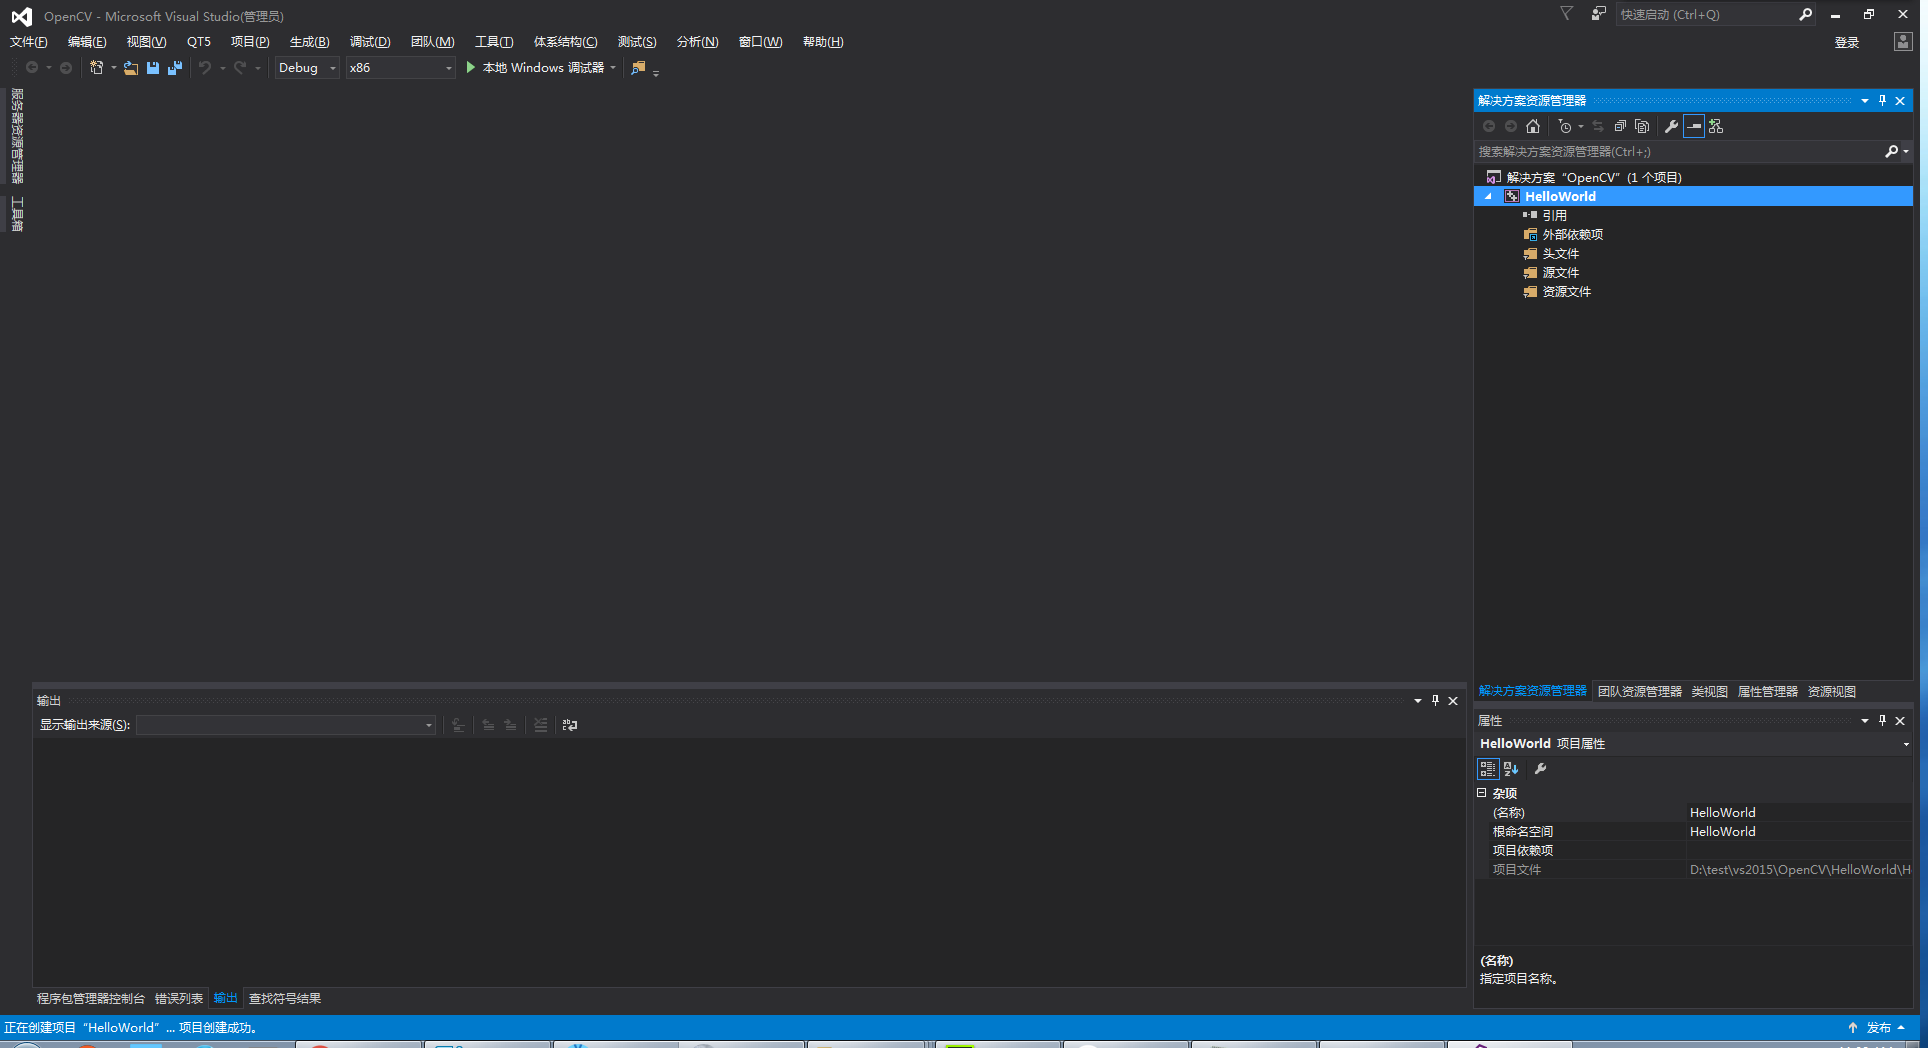 OpenCV - Microsoft Visual Studio(管理员)
快速启动 (Ctrl+Q)
文件(F) 编辑(E) 视图(V) QT5 项目(P) 生成(B) 调试(D) 团队(M) 工具(T) 体系结构(C) 测试(S) 分析(N) 窗口(W) 帮助(H)
登录
Debug x86 本地 Windows 调试器
服务器资源管理器
工具箱
解决方案资源管理器
搜索解决方案资源管理器(Ctrl+;)
解决方案 “OpenCV” (1 个项目)
HelloWorld
引用
外部依赖项
头文件
源文件
资源文件
解决方案资源管理器 团队资源管理器 类视图 属性管理器 资源视图
输出
显示输出来源(S):
程序包管理器控制台 错误列表 输出 查找符号结果
属性
HelloWorld 项目属性
杂项
(名称) HelloWorld
根命名空间 HelloWorld
项目依赖项
项目文件 D:\test\vs2015\OpenCV\HelloWorld\H
(名称)
指定项目名称。
正在创建项目 “HelloWorld” ... 项目创建成功。
发布